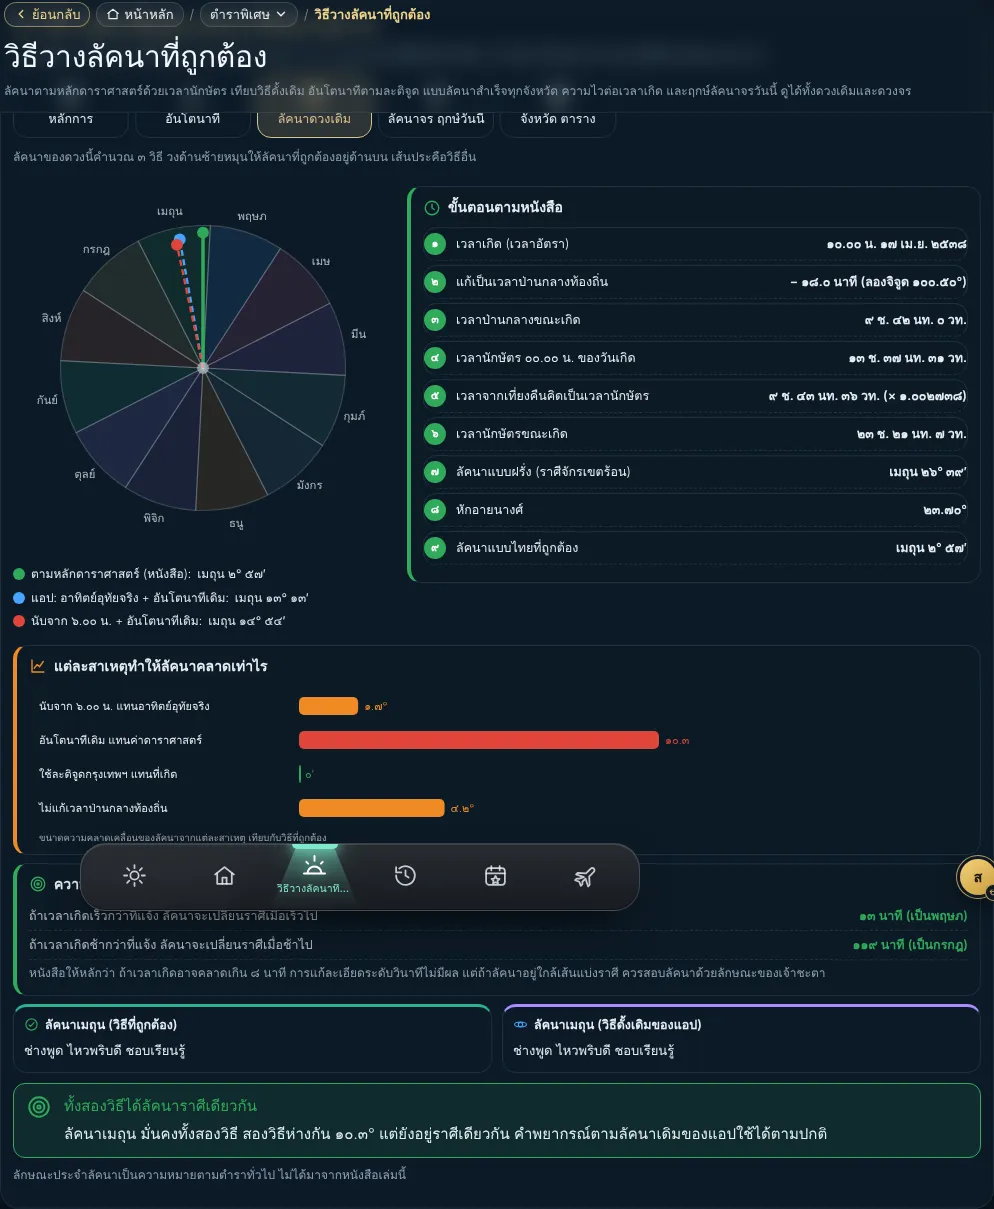 ย้อนกลับ
หน้าหลัก
/
ตำราพิเศษ
/
วิธีวางลัคนาที่ถูกต้อง
วิธีวางลัคนาที่ถูกต้อง
ลัคนาตามหลักดาราศาสตร์ด้วยเวลานักษัตร เทียบวิธีดั้งเดิม อันโตนาทีตามละติจูด แบบลัคนาสำเร็จทุกจังหวัด ความไวต่อเวลาเกิด และฤกษ์ลัคนาจรวันนี้ ดูได้ทั้งดวงเดิมและดวงจร
หลักการ
อันโตนาที
ลัคนาดวงเดิม
ลัคนาจร ฤกษ์วันนี้
จังหวัด ตาราง
ลัคนาของดวงนี้คำนวณ ๓ วิธี วงด้านซ้ายหมุนให้ลัคนาที่ถูกต้องอยู่ด้านบน เส้นประคือวิธีอื่น
เมถุน
พฤษภ
กรกฎ
เมษ
สิงห์
มีน
กันย์
กุมภ์
ตุลย์
มังกร
พิจิก
ธนู
ตามหลักดาราศาสตร์ (หนังสือ): เมถุน ๒° ๕๗′
แอป: อาทิตย์อุทัยจริง + อันโตนาทีเดิม: เมถุน ๑๓° ๑๓′
นับจาก ๖.๐๐ น. + อันโตนาทีเดิม: เมถุน ๑๔° ๕๔′
ขั้นตอนตามหนังสือ
๑ เวลาเกิด (เวลาอัตรา) ๑๐.๐๐ น. ๑๗ เม.ย. ๒๕๓๘
๒ แก้เป็นเวลาปานกลางท้องถิ่น − ๑๘.๐ นาที (ลองจิจูด ๑๐๐.๕๐°)
๓ เวลาปานกลางขณะเกิด ๙ ช. ๔๒ นท. ๐ วท.
๔ เวลานักษัตร ๐๐.๐๐ น. ของวันเกิด ๑๓ ช. ๓๗ นท. ๓๑ วท.
๕ เวลาจากเที่ยงคืนคิดเป็นเวลานักษัตร ๙ ช. ๔๓ นท. ๓๖ วท. (× ๑.๐๐๒๗๓๘)
๖ เวลานักษัตรขณะเกิด ๒๓ ช. ๒๑ นท. ๗ วท.
๗ ลัคนาแบบฝรั่ง (ราศีจักรเขตร้อน) เมถุน ๒๖° ๓๙′
๘ หักอายนางศ์ ๒๓.๗๐°
๙ ลัคนาแบบไทยที่ถูกต้อง เมถุน ๒° ๕๗′
แต่ละสาเหตุทำให้ลัคนาคลาดเท่าไร
นับจาก ๖.๐๐ น. แทนอาทิตย์อุทัยจริง ๑.๗°
อันโตนาทีเดิม แทนค่าดาราศาสตร์ ๑๐.๓
ใช้ละติจูดกรุงเทพฯ แทนที่เกิด ๐′
ไม่แก้เวลาปานกลางท้องถิ่น ๔.๒°
ขนาดความคลาดเคลื่อนของลัคนาจากแต่ละสาเหตุ เทียบกับวิธีที่ถูกต้อง
วิธีวางลัคนาที...
ส
ถ้าเวลาเกิดเร็วกว่าที่แจ้ง ลัคนาจะเปลี่ยนราศีเมื่อเร็วไป ๑๓ นาที (เป็นพฤษภ)
ถ้าเวลาเกิดช้ากว่าที่แจ้ง ลัคนาจะเปลี่ยนราศีเมื่อช้าไป ๑๑๙ นาที (เป็นกรกฎ)
หนังสือให้หลักว่า ถ้าเวลาเกิดอาจคลาดเกิน ๘ นาที การแก้ละเอียดระดับวินาทีไม่มีผล แต่ถ้าลัคนาอยู่ใกล้เส้นแบ่งราศี ควรสอบลัคนาด้วยลักษณะของเจ้าชะตา
ลัคนาเมถุน (วิธีที่ถูกต้อง)
ช่างพูด ไหวพริบดี ชอบเรียนรู้
ลัคนาเมถุน (วิธีดั้งเดิมของแอป)
ช่างพูด ไหวพริบดี ชอบเรียนรู้
ทั้งสองวิธีได้ลัคนาราศีเดียวกัน
ลัคนาเมถุน มั่นคงทั้งสองวิธี สองวิธีห่างกัน ๑๐.๓° แต่ยังอยู่ราศีเดียวกัน คำพยากรณ์ตามลัคนาเดิมของแอปใช้ได้ตามปกติ
ลักษณะประจำลัคนาเป็นความหมายตามตำราทั่วไป ไม่ได้มาจากหนังสือเล่มนี้